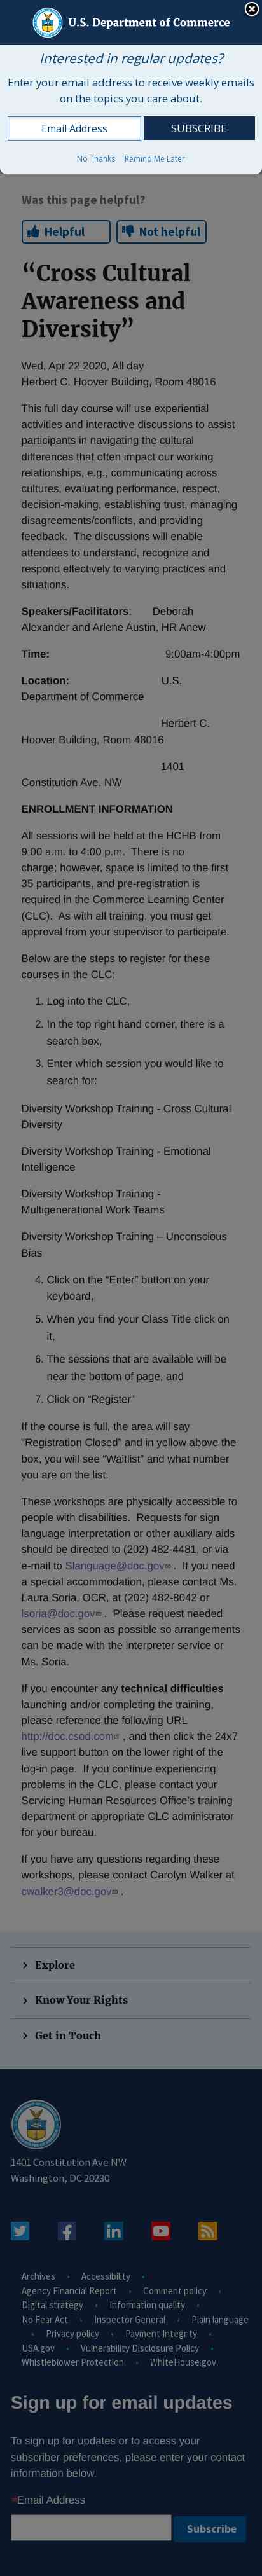 U.S. Department of Commerce
Interested in regular updates?
Enter your email address to receive weekly emails
on the topics you care about.
Email Address SUBSCRIBE
No Thanks Remind Me Later
Was this page helpful?
Helpful Not helpful
“Cross Cultural
Awareness and
Diversity”
Wed, Apr 22 2020, All day
Herbert C. Hoover Building, Room 48016
This full day course will use experiential
activities and interactive discussions to assist
participants in navigating the cultural
differences that often impact our working
relationships, e.g., communicating across
cultures, evaluating performance, respect,
decision-making, establishing trust, managing
disagreements/conflicts, and providing
feedback.  The discussions will enable
attendees to understand, recognize and
respond effectively to varying practices and
situations.
Speakers/Facilitators: Deborah
Alexander and Arlene Austin, HR Anew
Time: 9:00am-4:00pm
Location: U.S.
Department of Commerce
Herbert C.
Hoover Building, Room 48016
1401
Constitution Ave. NW
ENROLLMENT INFORMATION
All sessions will be held at the HCHB from
9:00 a.m. to 4:00 p.m.  There is no
charge; however, space is limited to the first
35 participants, and pre-registration is
required in the Commerce Learning Center
(CLC).  As with all training, you must get
approval from your supervisor to participate.
Below are the steps to register for these
courses in the CLC:
1. Log into the CLC,
2. In the top right hand corner, there is a
search box,
3. Enter which session you would like to
search for:
Diversity Workshop Training - Cross Cultural
Diversity
Diversity Workshop Training - Emotional
Intelligence
Diversity Workshop Training -
Multigenerational Work Teams
Diversity Workshop Training – Unconscious
Bias
4. Click on the “Enter” button on your
keyboard,
5. When you find your Class Title click on
it,
6. The sessions that are available will be
near the bottom of page, and
7. Click on “Register”
If the course is full, the area will say
“Registration Closed” and in yellow above the
box, you will see “Waitlist” and what number
you are on the list.
These workshops are physically accessible to
people with disabilities.  Requests for sign
language interpretation or other auxiliary aids
should be directed to (202) 482-4481, or via
e-mail to Slanguage@doc.gov .  If you need
a special accommodation, please contact Ms.
Laura Soria, OCR, at (202) 482-8042 or
lsoria@doc.gov .  Please request needed
services as soon as possible so arrangements
can be made with the interpreter service or
Ms. Soria.
If you encounter any technical difficulties
launching and/or completing the training,
please reference the following URL
http://doc.csod.com , and then click the 24x7
live support button on the lower right of the
log-in page.  If you continue experiencing
problems in the CLC, please contact your
Servicing Human Resources Office’s training
department or appropriate CLC administrator
for your bureau.
If you have any questions regarding these
workshops, please contact Carolyn Walker at
cwalker3@doc.gov .
Explore
Know Your Rights
Get in Touch
1401 Constitution Ave NW
Washington, DC 20230
Archives • Accessibility •
Agency Financial Report • Comment policy •
Digital strategy • Information quality •
No Fear Act • Inspector General • Plain language
• Privacy policy • Payment Integrity •
USA.gov • Vulnerability Disclosure Policy •
Whistleblower Protection • WhiteHouse.gov
Sign up for email updates
To sign up for updates or to access your
subscriber preferences, please enter your contact
information below.
*Email Address
Subscribe